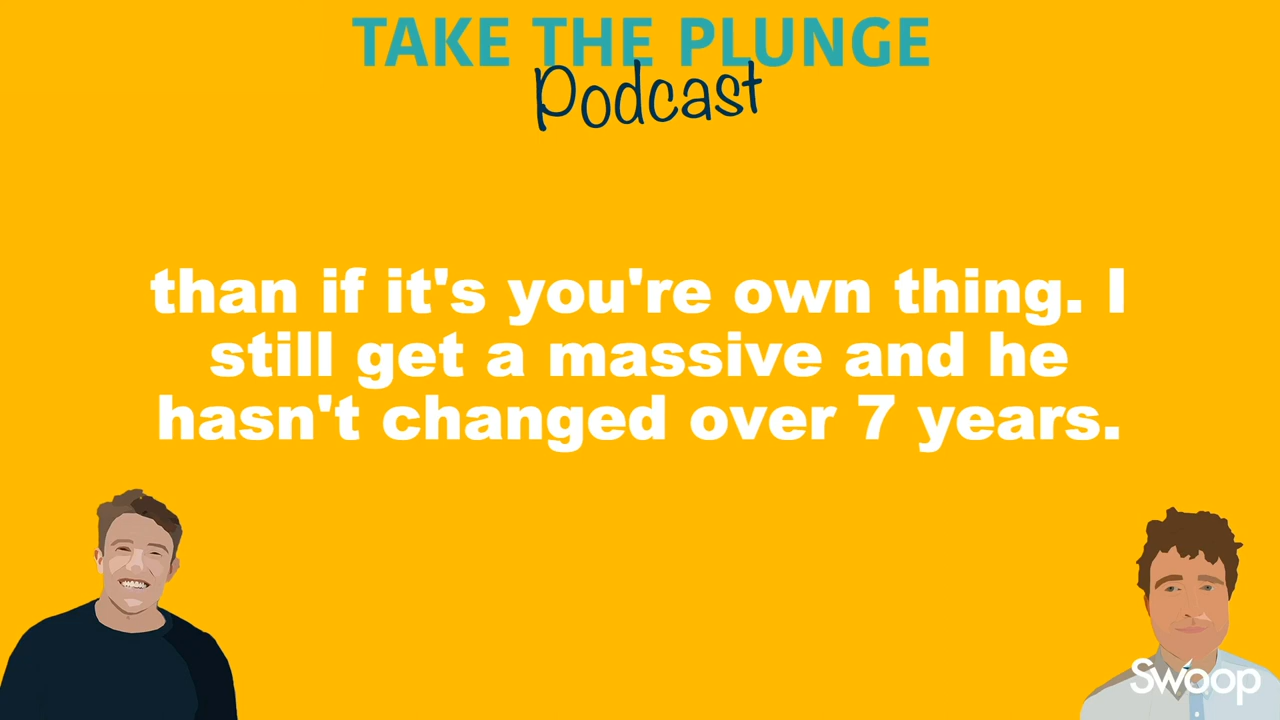 TAKE THE PLUNGE
Podcast
than if it's you're own thing. I
still get a massive and he
hasn't changed over 7 years.
Swoop